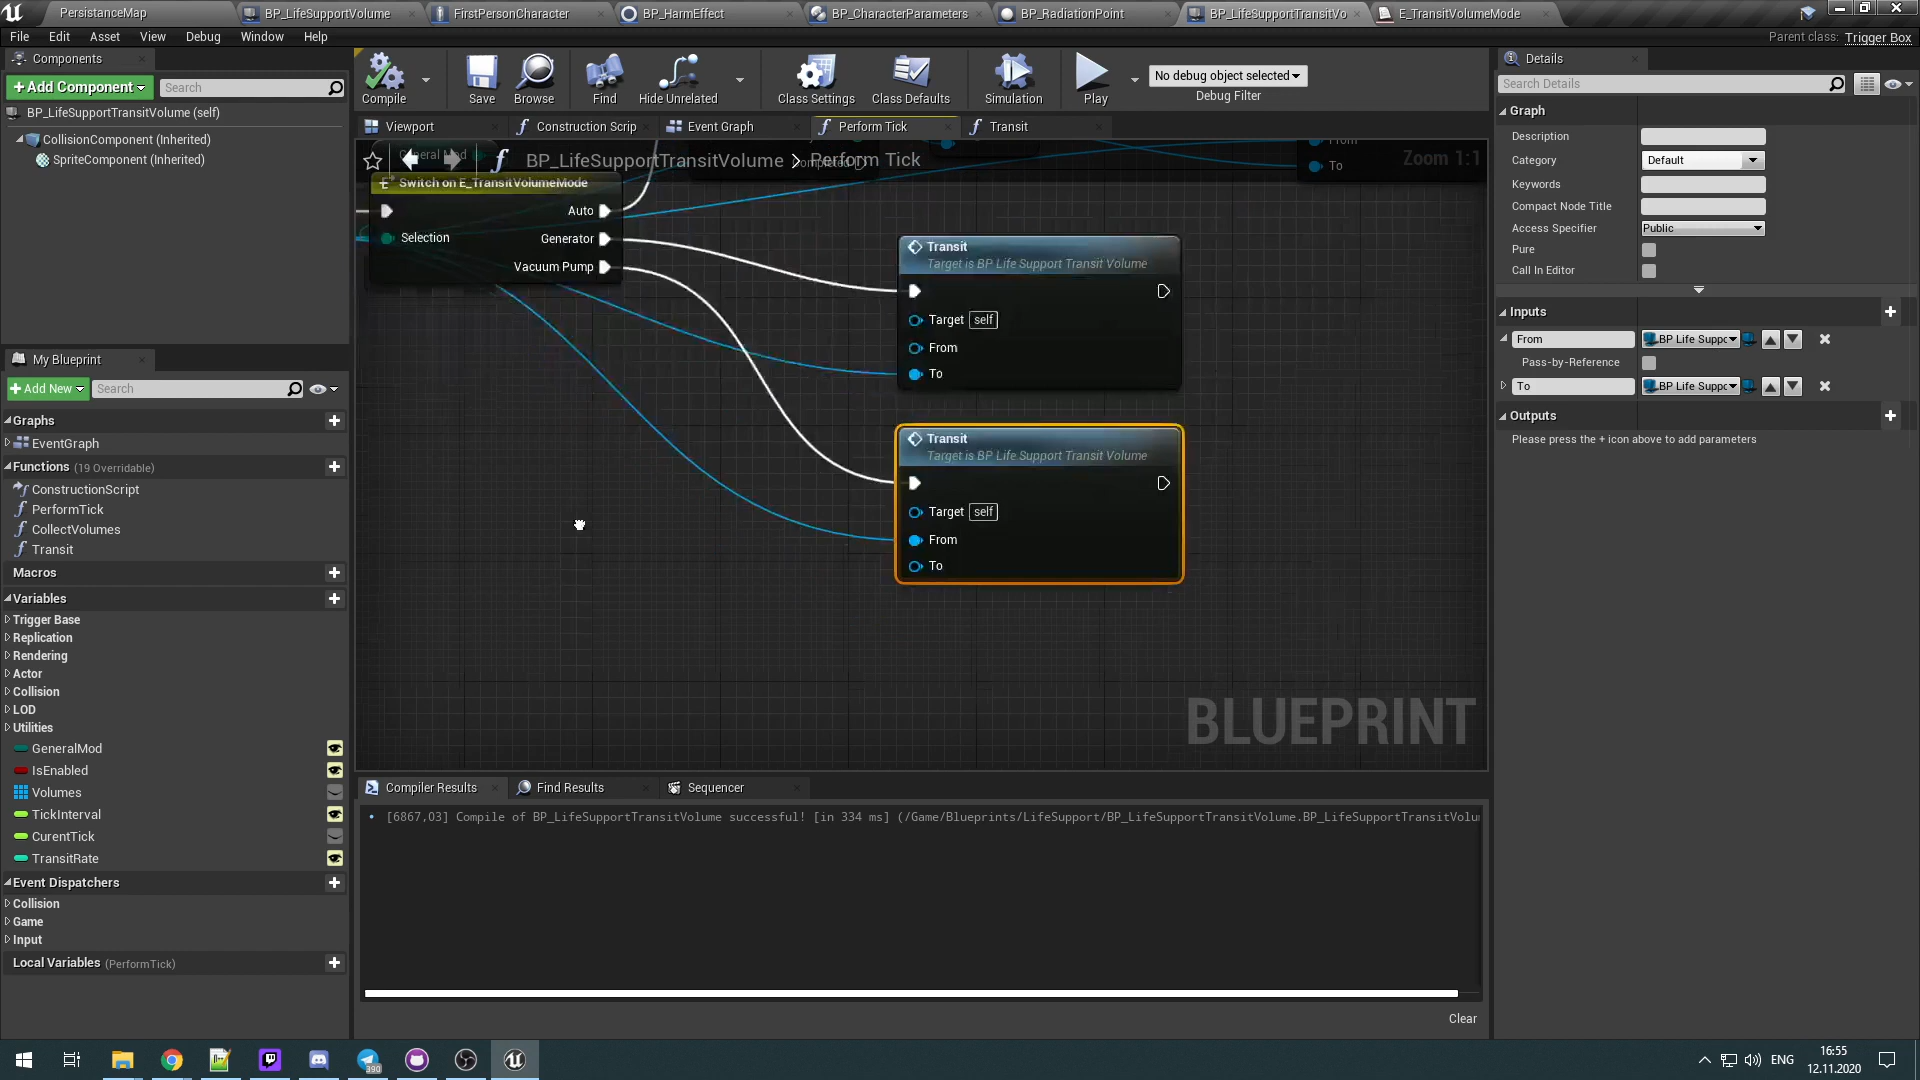 PersistanceMap
BP_LifeSupportVolume
FirstPersonCharacter
BP_HarmEffect
BP_CharacterParameters
BP_RadiationPoint
BP_LifeSupportTransitVo
E_TransitVolumeMode
File Edit Asset View Debug Window Help
Parent class: Trigger Box
Components
+ Add Component
Search
BP_LifeSupportTransitVolume (self)
CollisionComponent (Inherited)
SpriteComponent (Inherited)
Compile
Save
Browse
Find
Hide Unrelated
Class Settings
Class Defaults
Simulation
Play
No debug object selected
Debug Filter
Viewport
Construction Scrip
Event Graph
Perform Tick
Transit
BP_LifeSupportTransitVolume > Perform Tick
General Mod
Completed
From
To
Zoom 1:1
Switch on E_TransitVolumeMode
Auto
Selection
Generator
Vacuum Pump
Transit
Target is BP Life Support Transit Volume
Target self
From
To
Transit
Target is BP Life Support Transit Volume
Target self
From
To
BLUEPRINT
My Blueprint
+ Add New
Search
Graphs
EventGraph
Functions (19 Overridable)
ConstructionScript
PerformTick
CollectVolumes
Transit
Macros
Variables
Trigger Base
Replication
Rendering
Actor
Collision
LOD
Utilities
GeneralMod
IsEnabled
Volumes
TickInterval
CurentTick
TransitRate
Event Dispatchers
Collision
Game
Input
Local Variables (PerformTick)
Compiler Results
Find Results
Sequencer
[6867,03] Compile of BP_LifeSupportTransitVolume successful! [in 334 ms] (/Game/Blueprints/LifeSupport/BP_LifeSupportTransitVolume.BP_LifeSupportTransitVolu
Clear
Details
Search Details
Graph
Description
Category Default
Keywords
Compact Node Title
Access Specifier Public
Pure
Call In Editor
Inputs
From BP Life Suppc
Pass-by-Reference
To BP Life Suppc
Outputs
Please press the + icon above to add parameters
390
ENG
16:55
12.11.2020